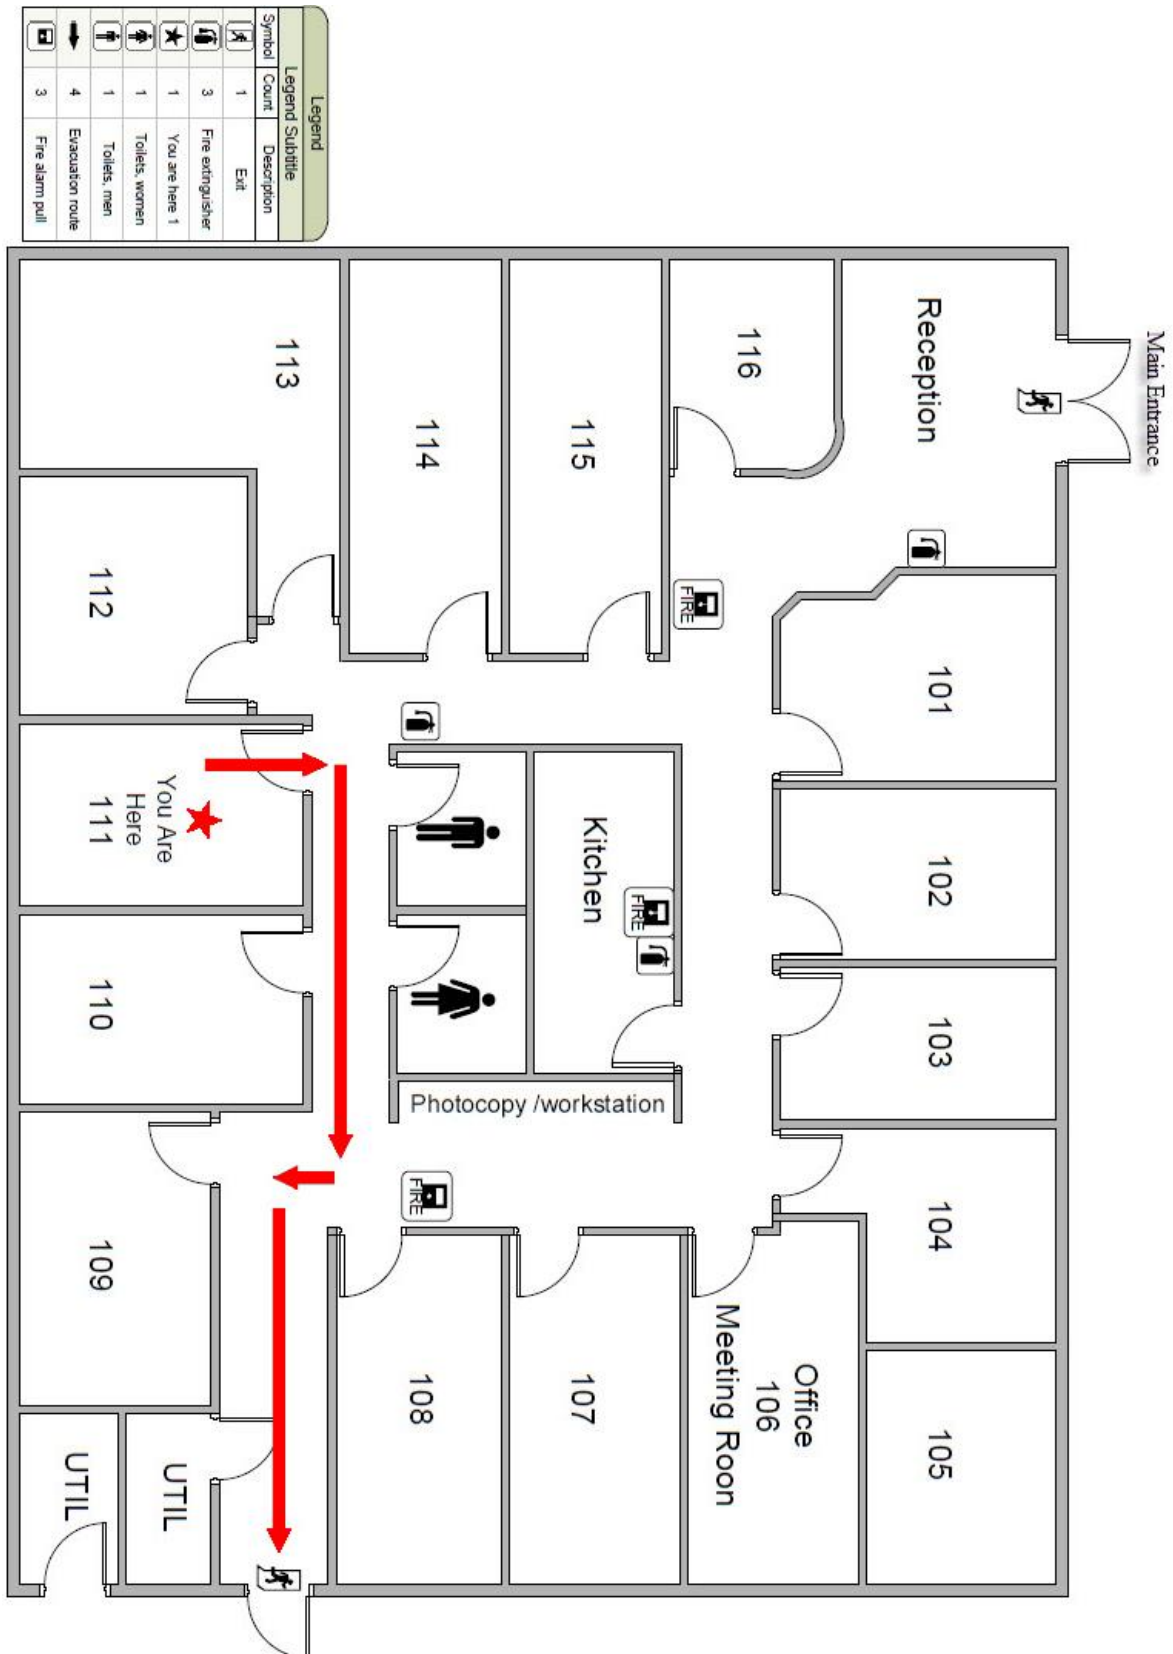 Legend
Legend Subtitle
Symbol Count Description
1 Exit
3 Fire extinguisher
1 You are here 1
1 Toilets, women
1 Toilets, men
4 Evacuation route
3 Fire alarm pull
Main Entrance
Reception
116
115
114
113
112
FIRE
101
102
103
104
105
Kitchen
FIRE
You Are
Here
111
110
Photocopy /workstation
FIRE
109
108
107
Office
106
Meeting Roon
UTIL
UTIL